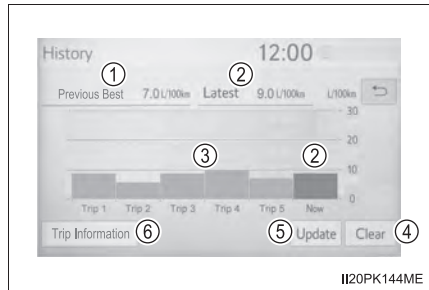 History 12:00
① ②
Previous Best 7.0 L/100km Latest 9.0 L/100km L/100km
30
20
③ ②
10
0
Trip 1 Trip 2 Trip 3 Trip 4 Trip 5 Now
Trip Information ⑥ ⑤ Update Clear ④
II20PK144ME